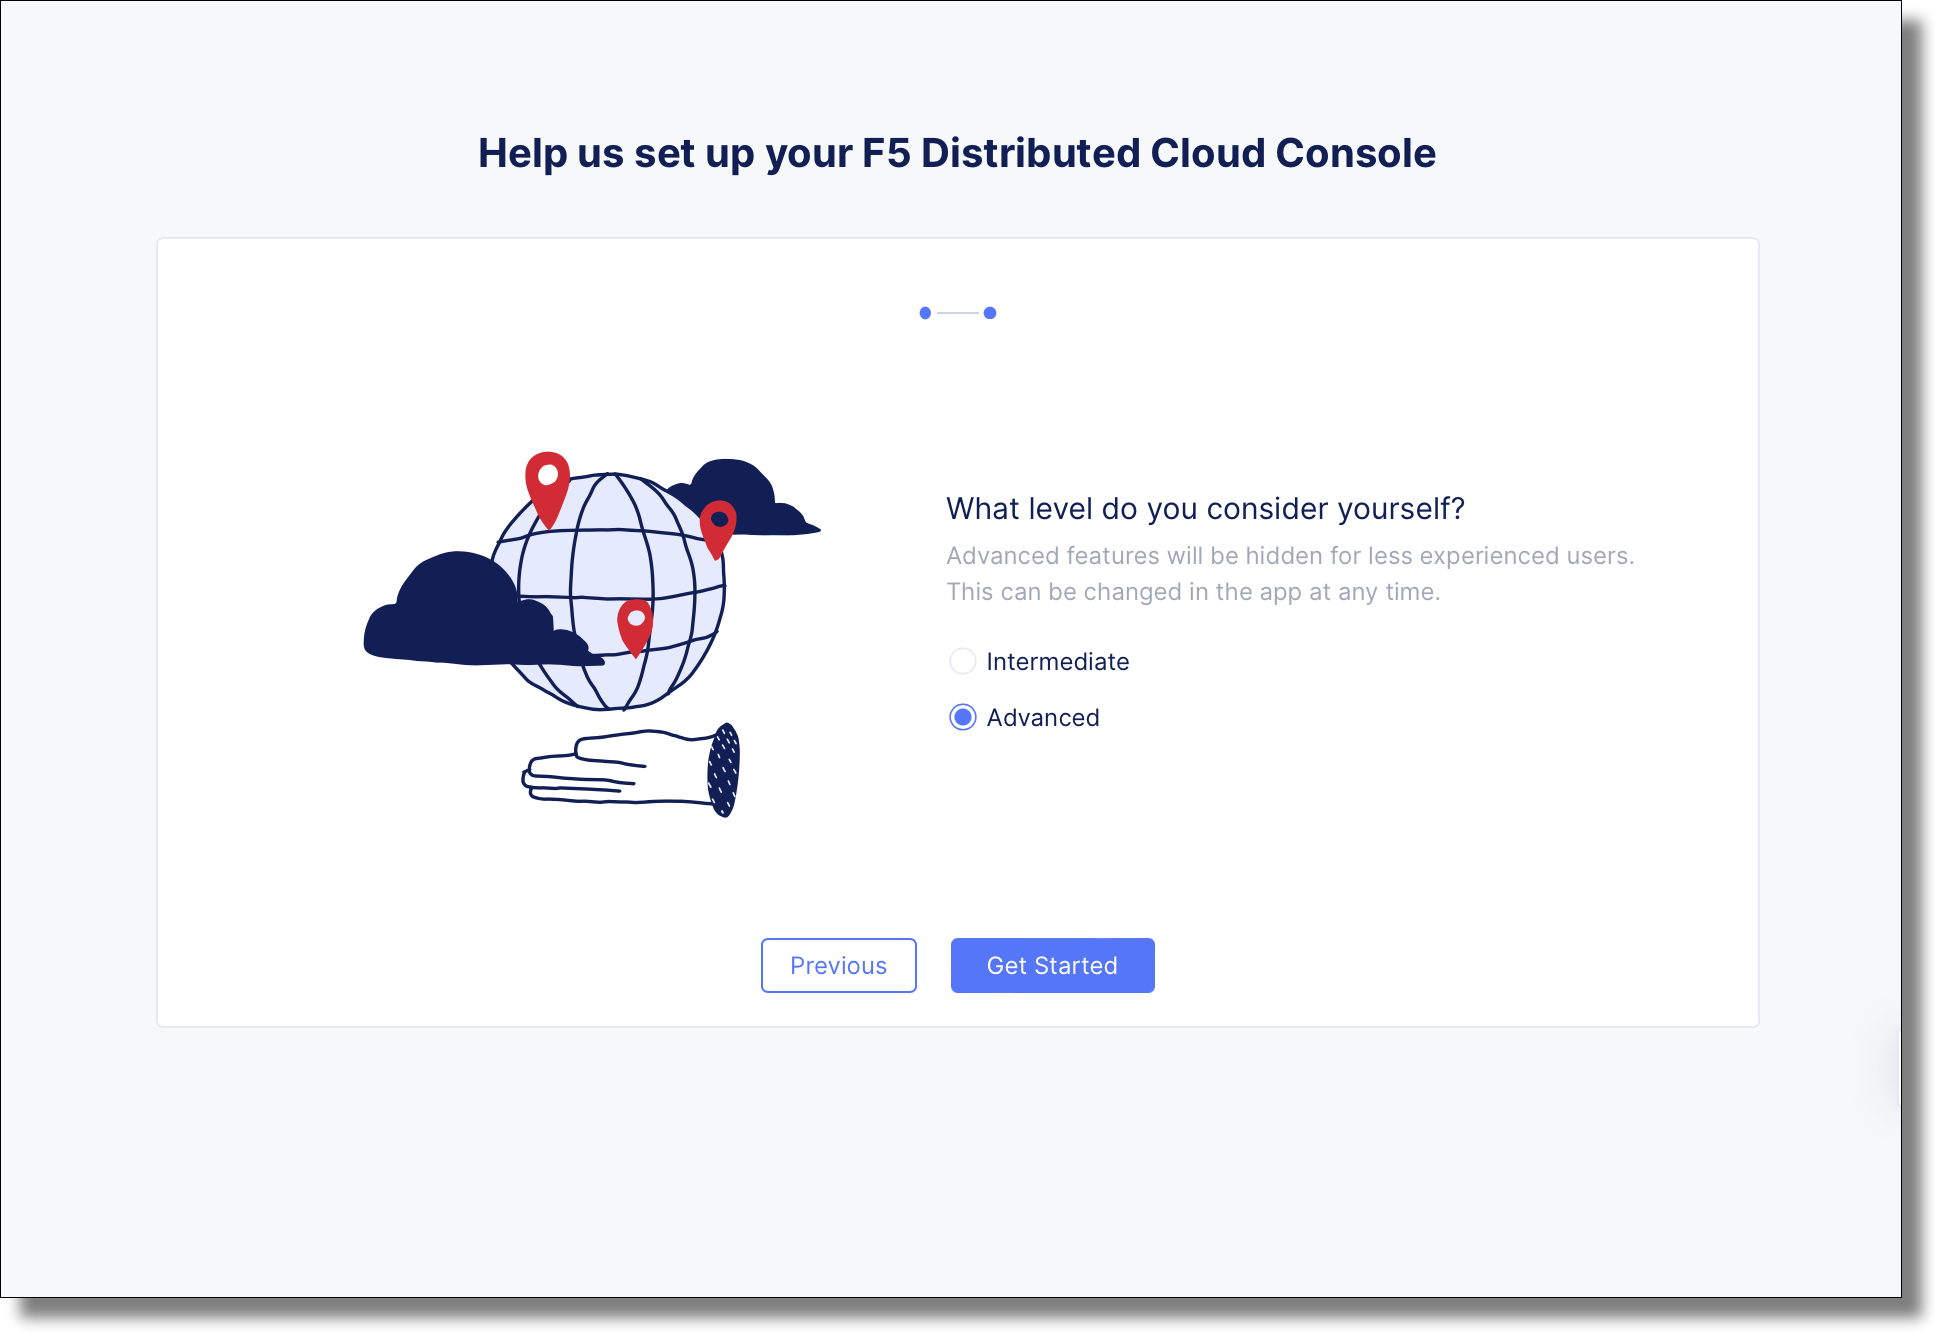 Help us set up your F5 Distributed Cloud Console
What level do you consider yourself?
Advanced features will be hidden for less experienced users.
This can be changed in the app at any time.
Intermediate
Advanced
Previous
Get Started